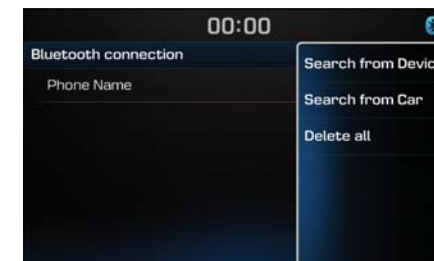 00:00
Bluetooth connection
Phone Name
Search from Devic
Search from Car
Delete all